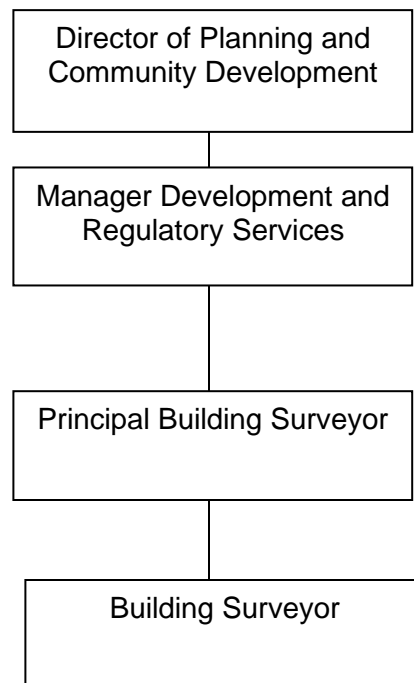 Director of Planning and
Community Development
Manager Development and
Regulatory Services
Principal Building Surveyor
Building Surveyor